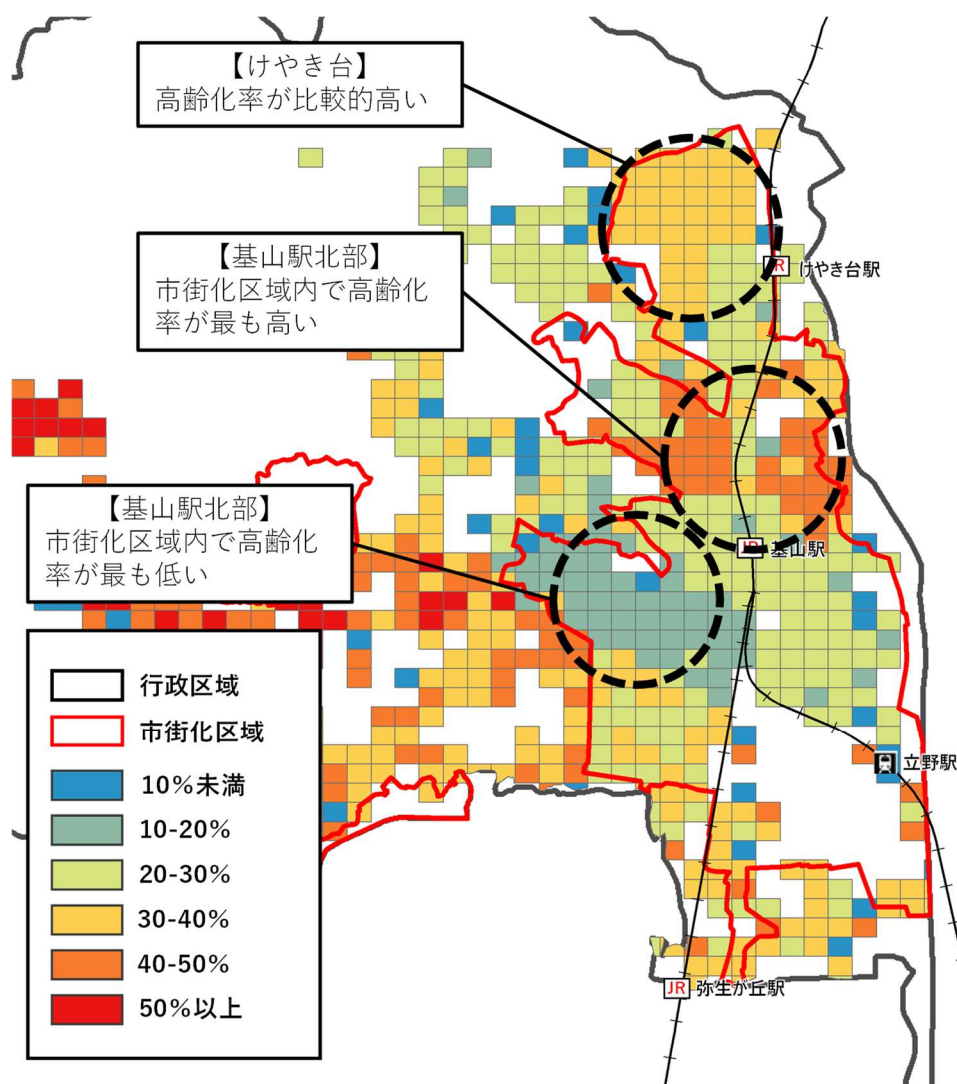 【けやき台】
高齢化率が比較的高い
【基山駅北部】
市街化区域内で高齢化
率が最も高い
JR けやき台駅
【基山駅北部】
市街化区域内で高齢化
率が最も低い
JR 基山駅
行政区域
市街化区域
10%未満
10-20%
20-30%
30-40%
40-50%
50%以上
立野駅
JR 弥生が丘駅